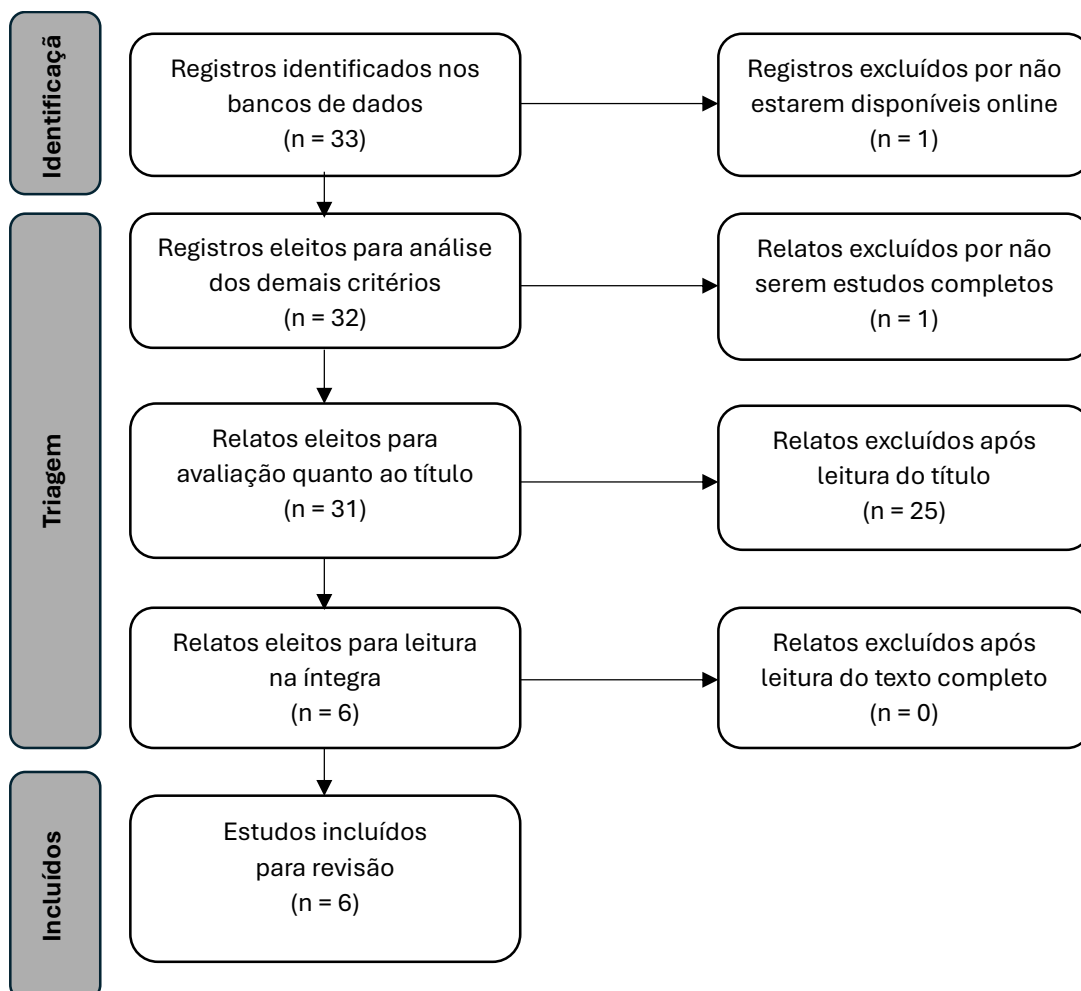 Identificaçã
Registros identificados nos
bancos de dados
(n = 33)
Registros excluídos por não
estarem disponíveis online
(n = 1)
Triagem
Registros eleitos para análise
dos demais critérios
(n = 32)
Relatos excluídos por não
serem estudos completos
(n = 1)
Relatos eleitos para
avaliação quanto ao título
(n = 31)
Relatos excluídos após
leitura do título
(n = 25)
Relatos eleitos para leitura
na íntegra
(n = 6)
Relatos excluídos após
leitura do texto completo
(n = 0)
Incluídos
Estudos incluídos
para revisão
(n = 6)